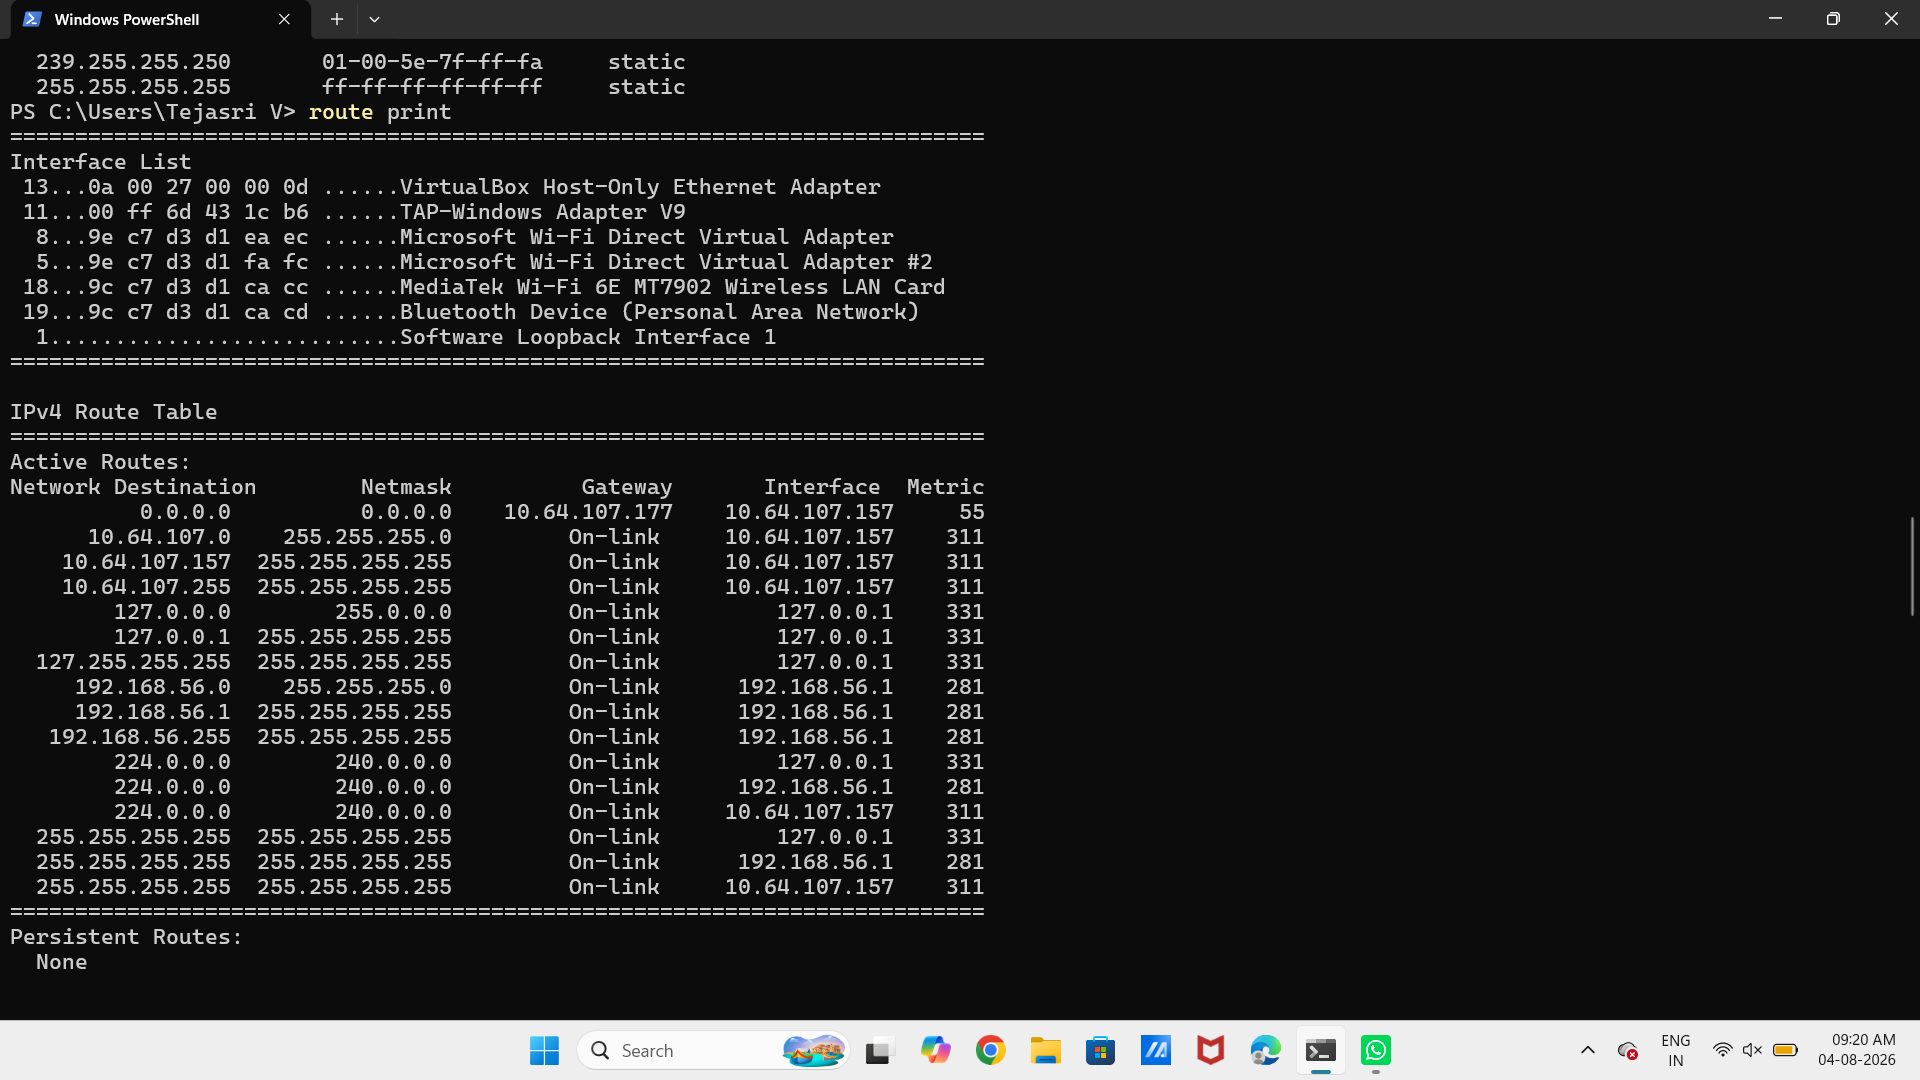 Windows PowerShell
239.255.255.250       01-00-5e-7f-ff-fa     static
255.255.255.255       ff-ff-ff-ff-ff-ff     static
PS C:\Users\Tejasri V> route print
===========================================================================
Interface List
 13...0a 00 27 00 00 0d ......VirtualBox Host-Only Ethernet Adapter
 11...00 ff 6d 43 1c b6 ......TAP-Windows Adapter V9
  8...9e c7 d3 d1 ea ec ......Microsoft Wi-Fi Direct Virtual Adapter
  5...9e c7 d3 d1 fa fc ......Microsoft Wi-Fi Direct Virtual Adapter #2
 18...9c c7 d3 d1 ca cc ......MediaTek Wi-Fi 6E MT7902 Wireless LAN Card
 19...9c c7 d3 d1 ca cd ......Bluetooth Device (Personal Area Network)
  1...........................Software Loopback Interface 1
===========================================================================
IPv4 Route Table
===========================================================================
Active Routes:
Network Destination        Netmask          Gateway       Interface  Metric
          0.0.0.0          0.0.0.0    10.64.107.177    10.64.107.157     55
      10.64.107.0    255.255.255.0         On-link     10.64.107.157    311
    10.64.107.157  255.255.255.255         On-link     10.64.107.157    311
    10.64.107.255  255.255.255.255         On-link     10.64.107.157    311
        127.0.0.0        255.0.0.0         On-link         127.0.0.1    331
        127.0.0.1  255.255.255.255         On-link         127.0.0.1    331
  127.255.255.255  255.255.255.255         On-link         127.0.0.1    331
     192.168.56.0    255.255.255.0         On-link      192.168.56.1    281
     192.168.56.1  255.255.255.255         On-link      192.168.56.1    281
   192.168.56.255  255.255.255.255         On-link      192.168.56.1    281
        224.0.0.0        240.0.0.0         On-link         127.0.0.1    331
        224.0.0.0        240.0.0.0         On-link      192.168.56.1    281
        224.0.0.0        240.0.0.0         On-link     10.64.107.157    311
  255.255.255.255  255.255.255.255         On-link         127.0.0.1    331
  255.255.255.255  255.255.255.255         On-link      192.168.56.1    281
  255.255.255.255  255.255.255.255         On-link     10.64.107.157    311
===========================================================================
Persistent Routes:
  None
Search
ENG
IN
09:20 AM
04-08-2026